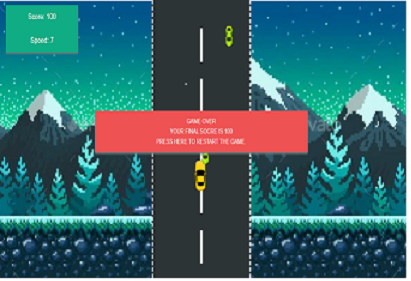 Score: 100
Speed: 7
GAME OVER!
YOUR FINAL SCORE IS 100
PRESS HERE TO RESTART THE GAME.